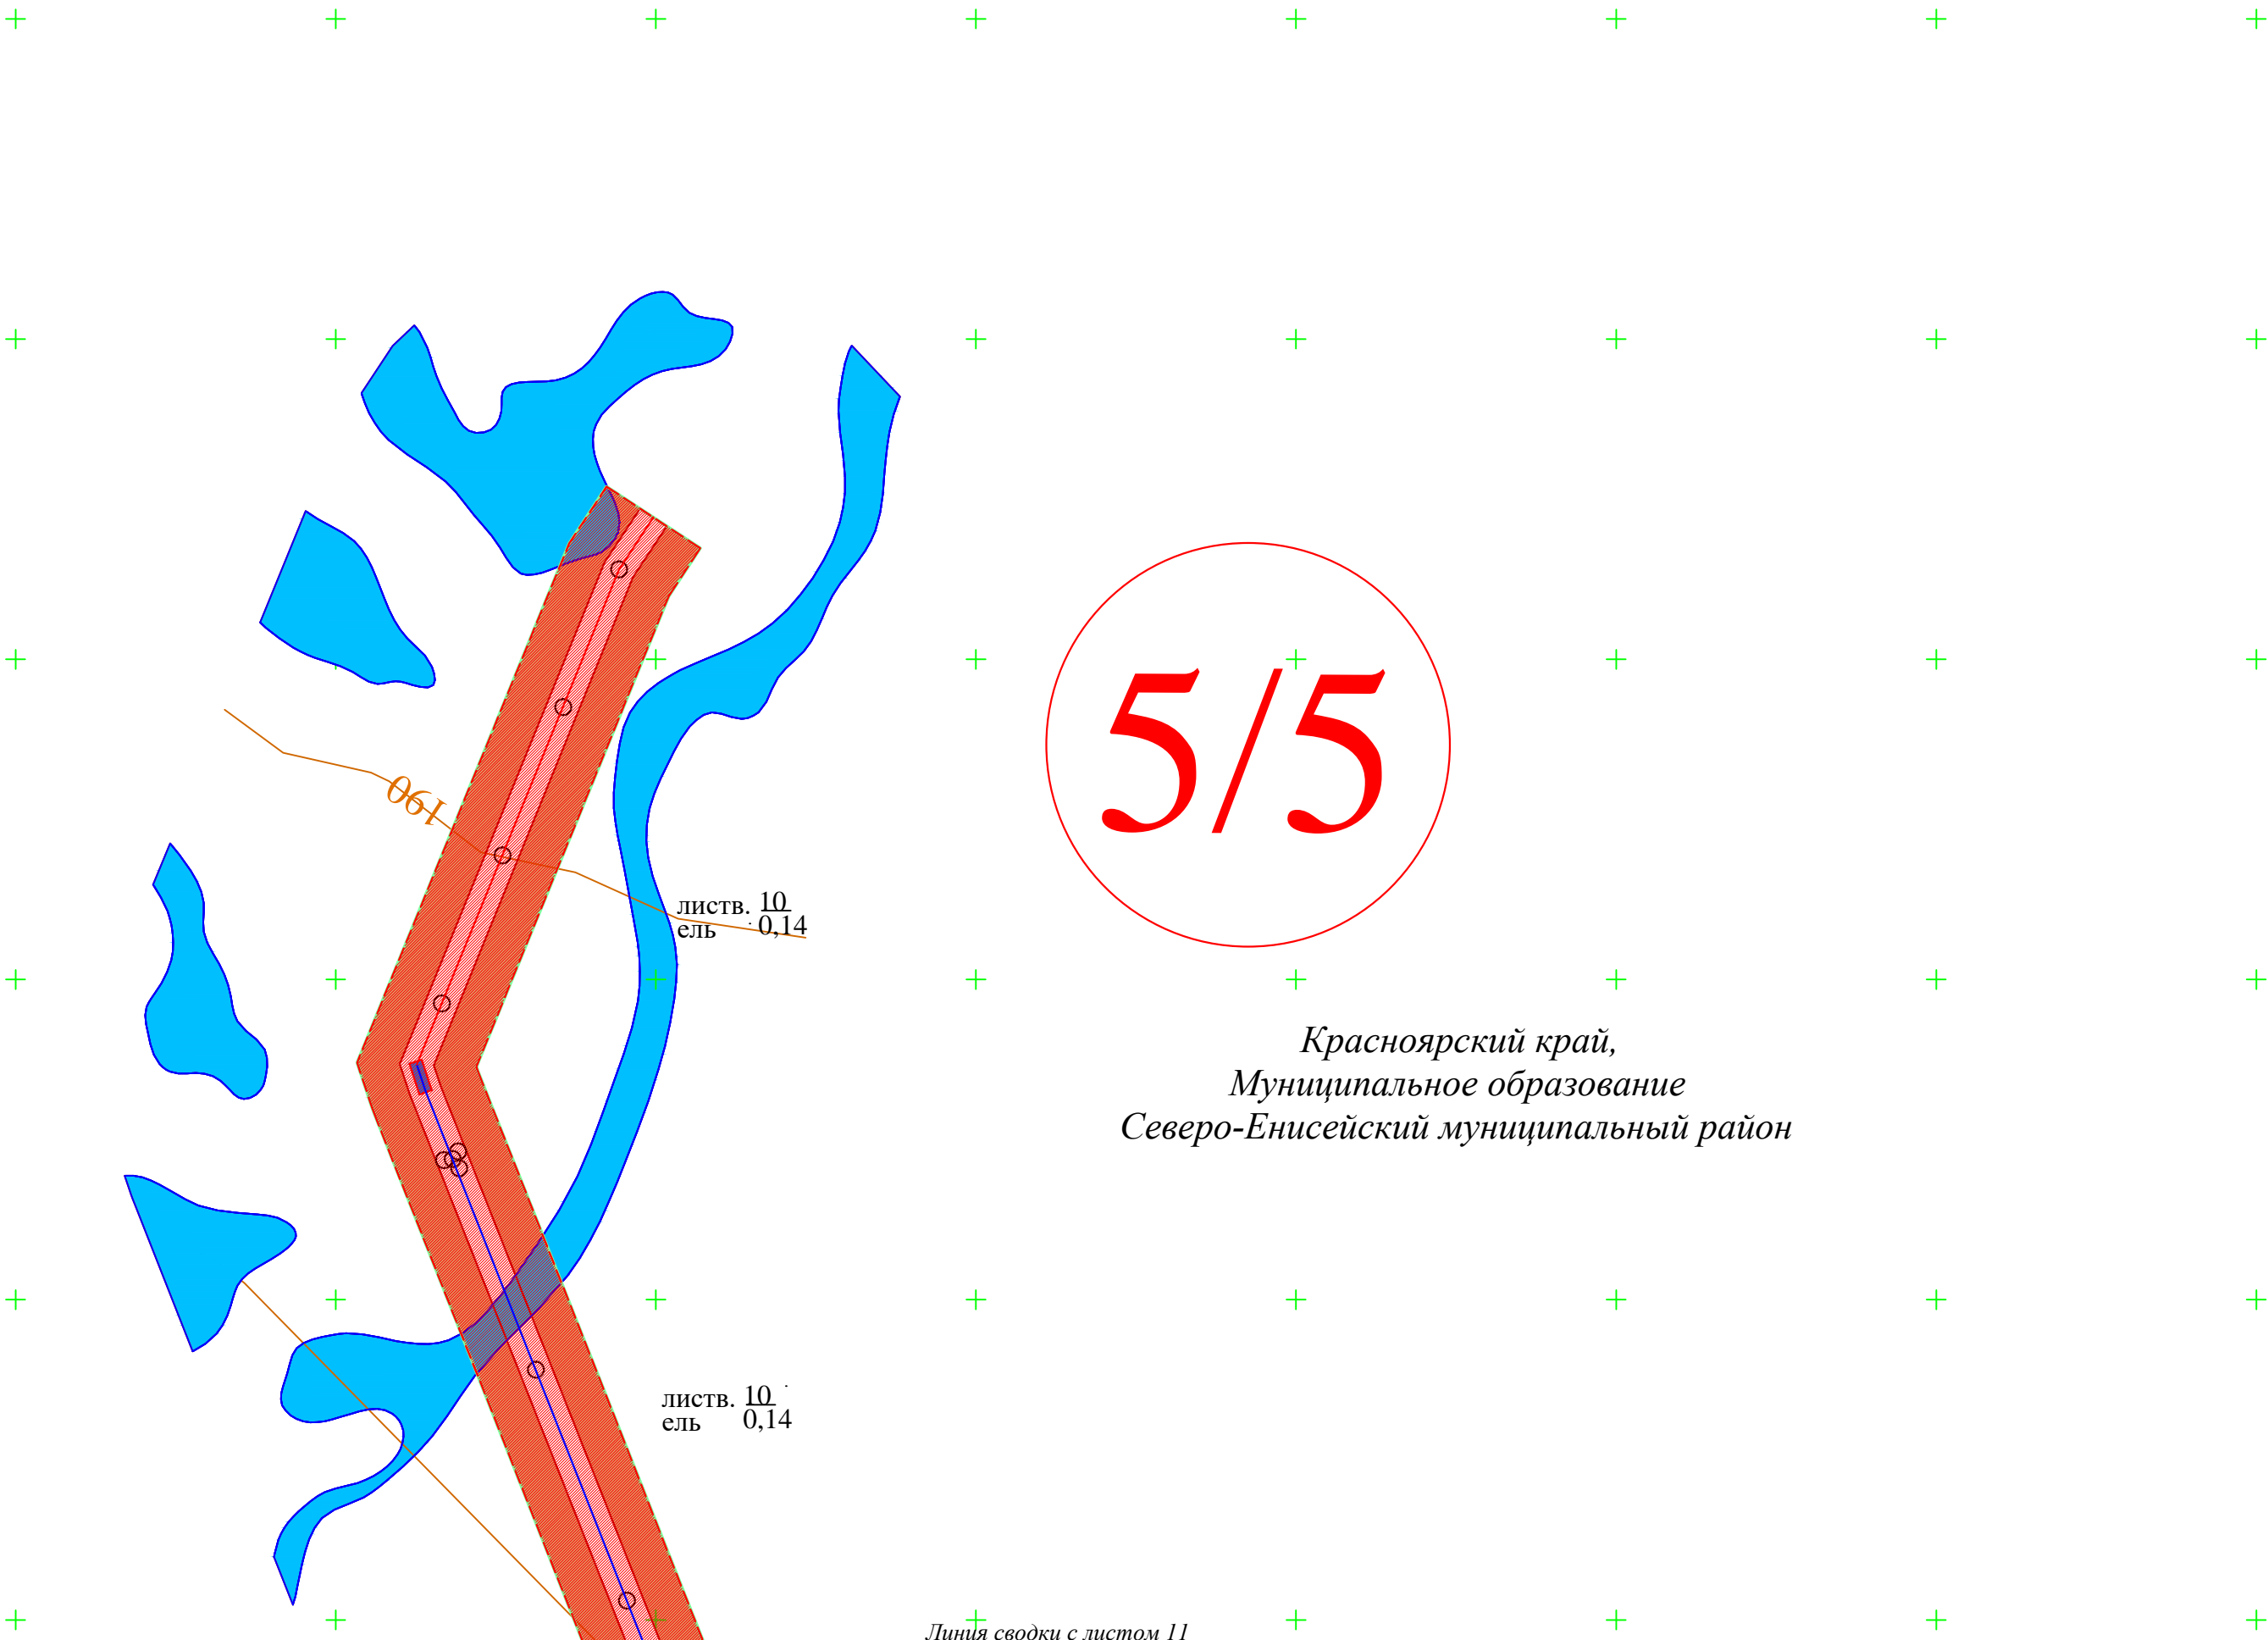 5/5
190
листв. 10
ель 0,14
Красноярский край,
Муниципальное образование
Северо-Енисейский муниципальный район
листв. 10
ель 0,14
Линия сводки с листом 11